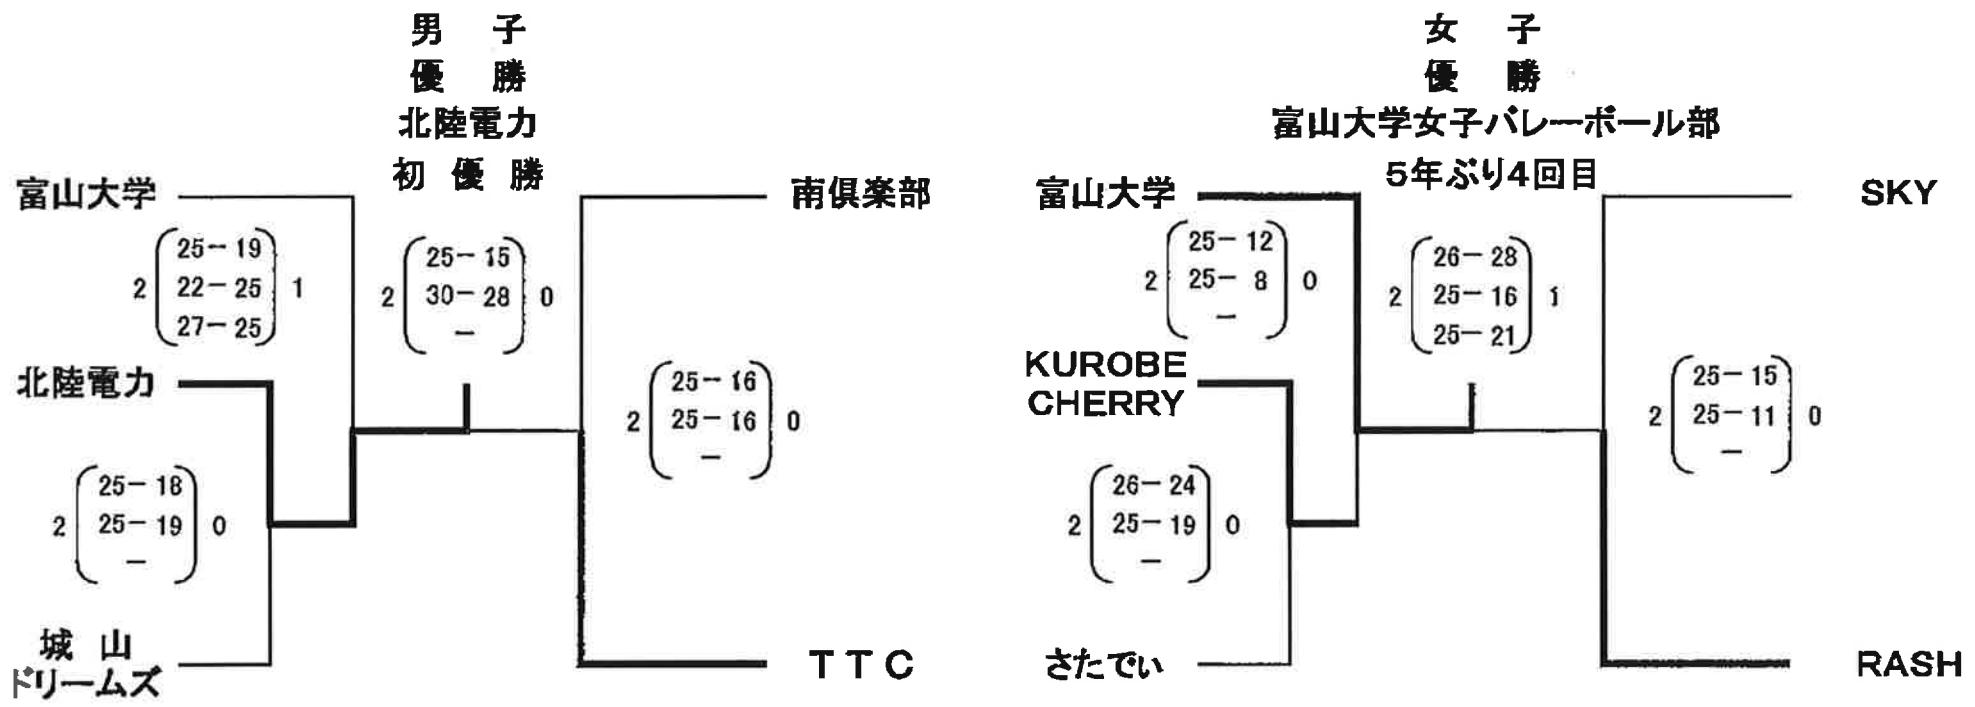 男 子
優 勝
北陸電力
初 優 勝
富山大学
南倶楽部
25－19
2 22－25 1
27－25
25－15
2 30－28 0
－
北陸電力
25－16
2 25－16 0
－
25－18
2 25－19 0
－
城 山
ドリームズ
TTC
女 子
優 勝
富山大学女子バレーボール部
5年ぶり4回目
富山大学
SKY
25－12
2 25－8 0
－
26－28
2 25－16 1
25－21
KUROBE
CHERRY
25－15
2 25－11 0
－
26－24
2 25－19 0
－
さたでぃ
RASH